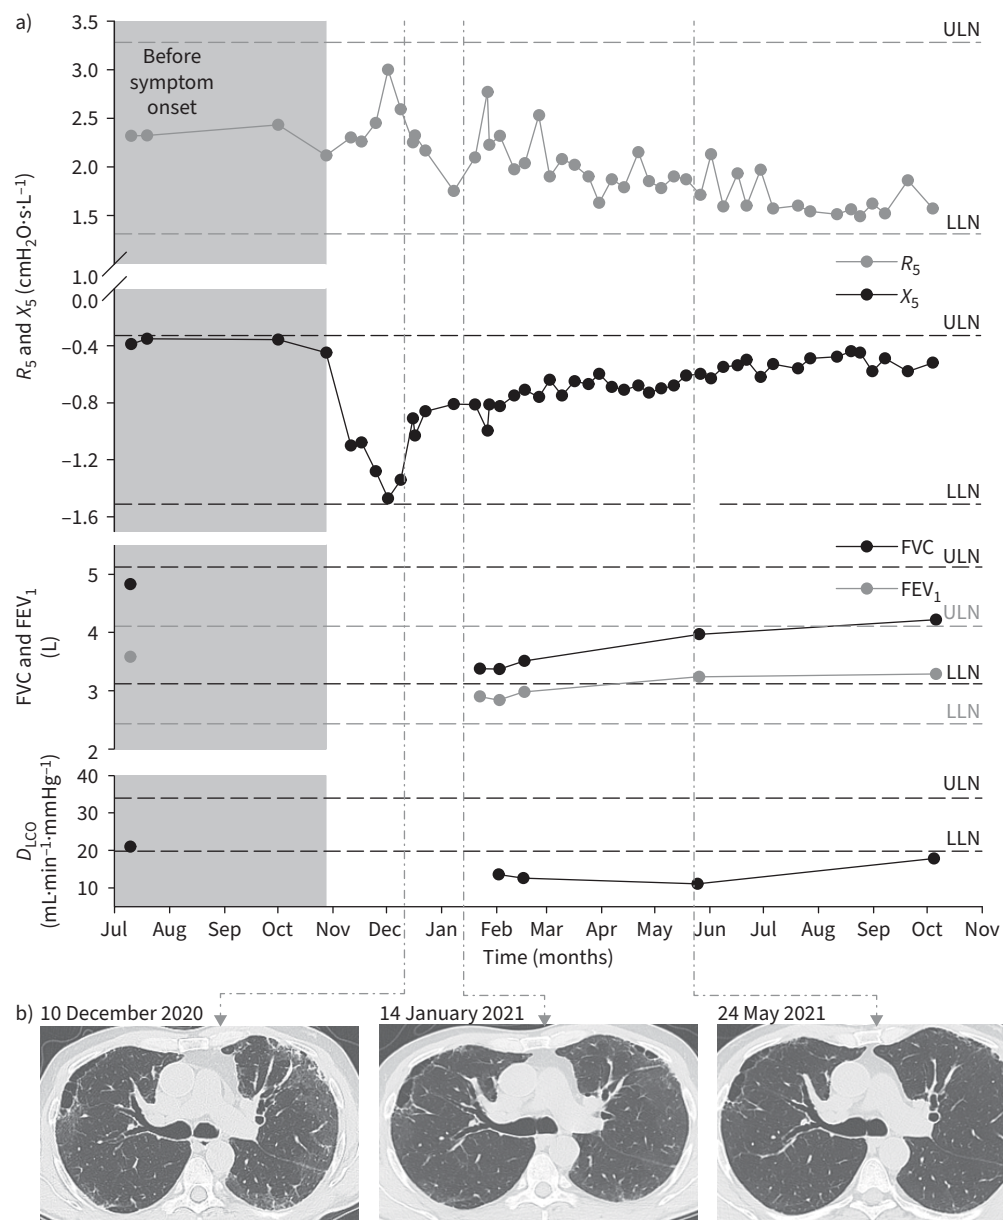 a)
3.5
3.0
2.5
2.0
1.5
1.0
0.0
–0.4
–0.8
–1.2
–1.6
R5 and X5 (cmH2O·s·L–1)
Before
symptom
onset
ULN
LLN
R5
X5
ULN
LLN
5
4
3
2
FVC and FEV1
(L)
FVC
ULN
FEV1
ULN
LLN
LLN
40
30
20
10
DLCO
(mL·min–1·mmHg–1)
ULN
LLN
Jul Aug Sep Oct Nov Dec Jan Feb Mar Apr May Jun Jul Aug Sep Oct Nov
Time (months)
b) 10 December 2020 14 January 2021 24 May 2021